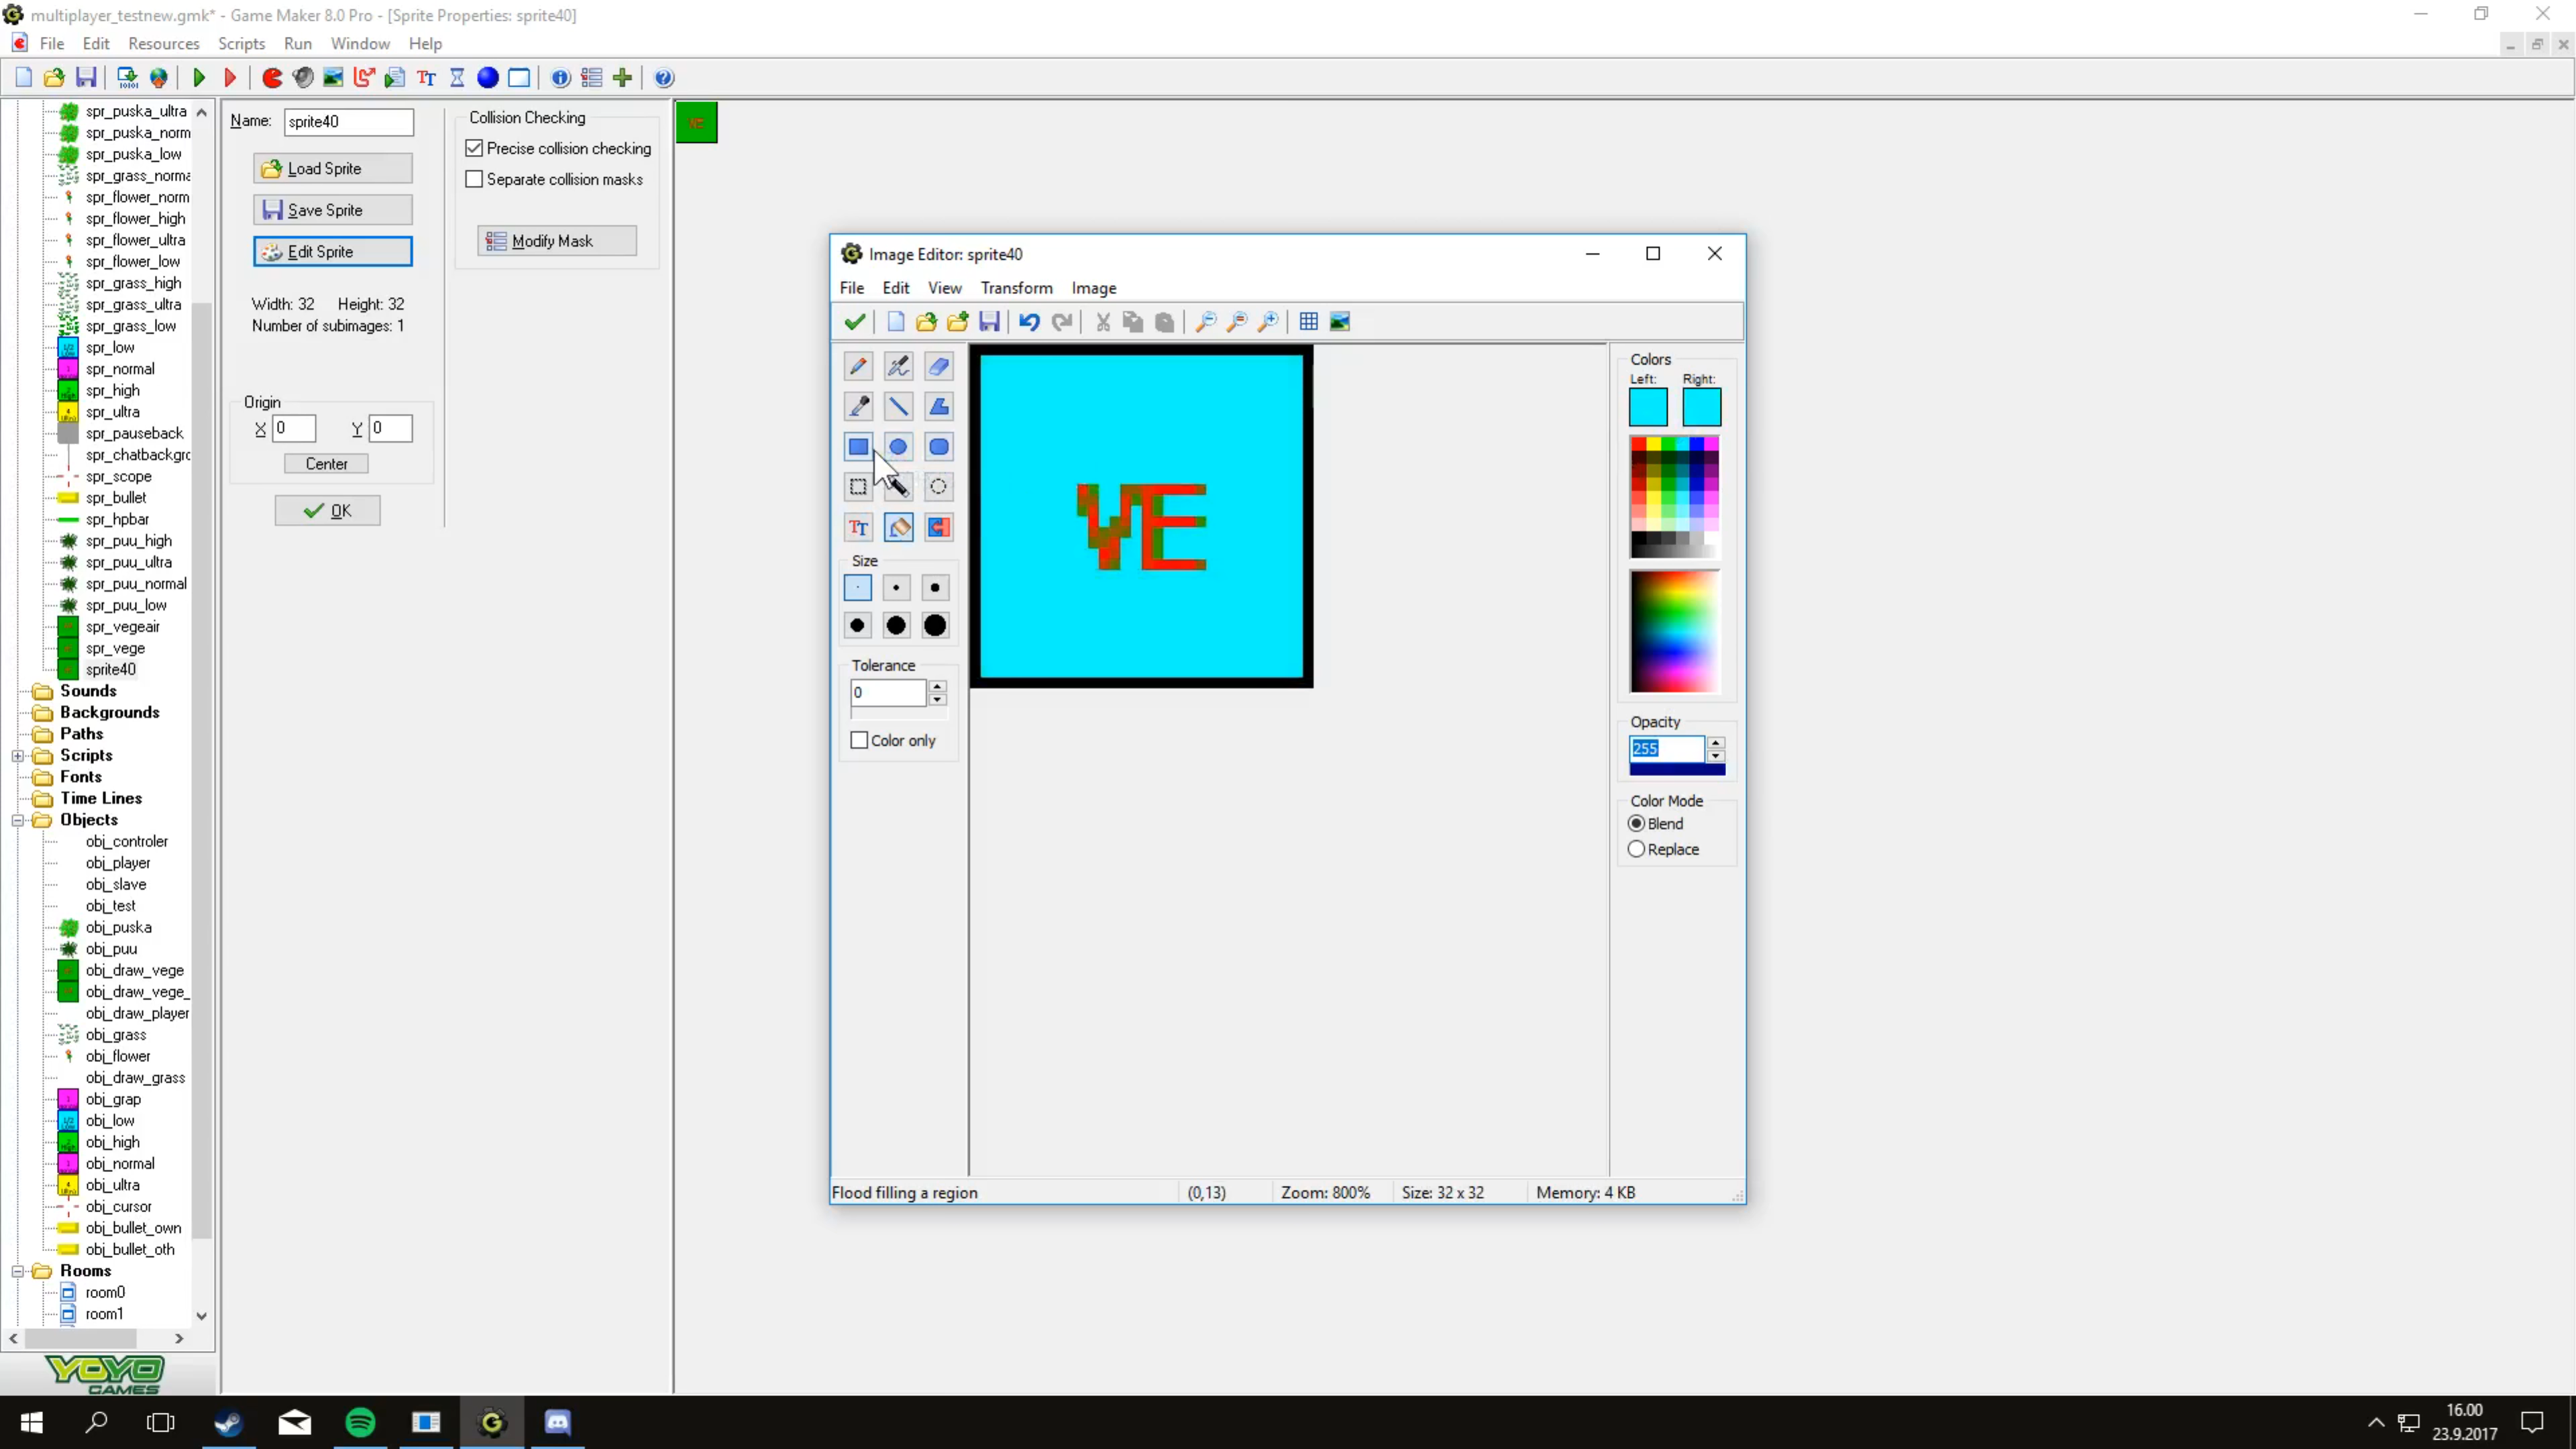 multiplayer_testnew.gmk* - Game Maker 8.0 Pro - [Sprite Properties: sprite40]
File Edit Resources Scripts Run Window Help
spr_puska_ultra
spr_puska_norm
spr_puska_low
spr_grass_norma
spr_flower_norm
spr_flower_high
spr_flower_ultra
spr_flower_low
spr_grass_high
spr_grass_ultra
spr_grass_low
spr_low
spr_normal
spr_high
spr_ultra
spr_pauseback
spr_chatbackgro
spr_scope
spr_bullet
spr_hpbar
spr_puu_high
spr_puu_ultra
spr_puu_normal
spr_puu_low
spr_vegeair
spr_vege
sprite40
Sounds
Backgrounds
Paths
Scripts
Fonts
Time Lines
Objects
obj_controler
obj_player
obj_slave
obj_test
obj_puska
obj_puu
obj_draw_vege
obj_draw_vege_
obj_draw_player
obj_grass
obj_flower
obj_draw_grass
obj_grap
obj_low
obj_high
obj_normal
obj_ultra
obj_cursor
obj_bullet_own
obj_bullet_oth
Rooms
room0
room1
YOYO
GAMES
Name: sprite40
Load Sprite
Save Sprite
Edit Sprite
Width: 32 Height: 32
Number of subimages: 1
Origin
X 0 Y 0
Center
OK
Collision Checking
Precise collision checking
Separate collision masks
Modify Mask
VE
Image Editor: sprite40
File Edit View Transform Image
Size
Tolerance
0
Color only
VE
Colors
Left: Right:
Opacity
255
Color Mode
Blend
Replace
Flood filling a region (0,13) Zoom: 800% Size: 32 x 32 Memory: 4 KB
16.00
23.9.2017